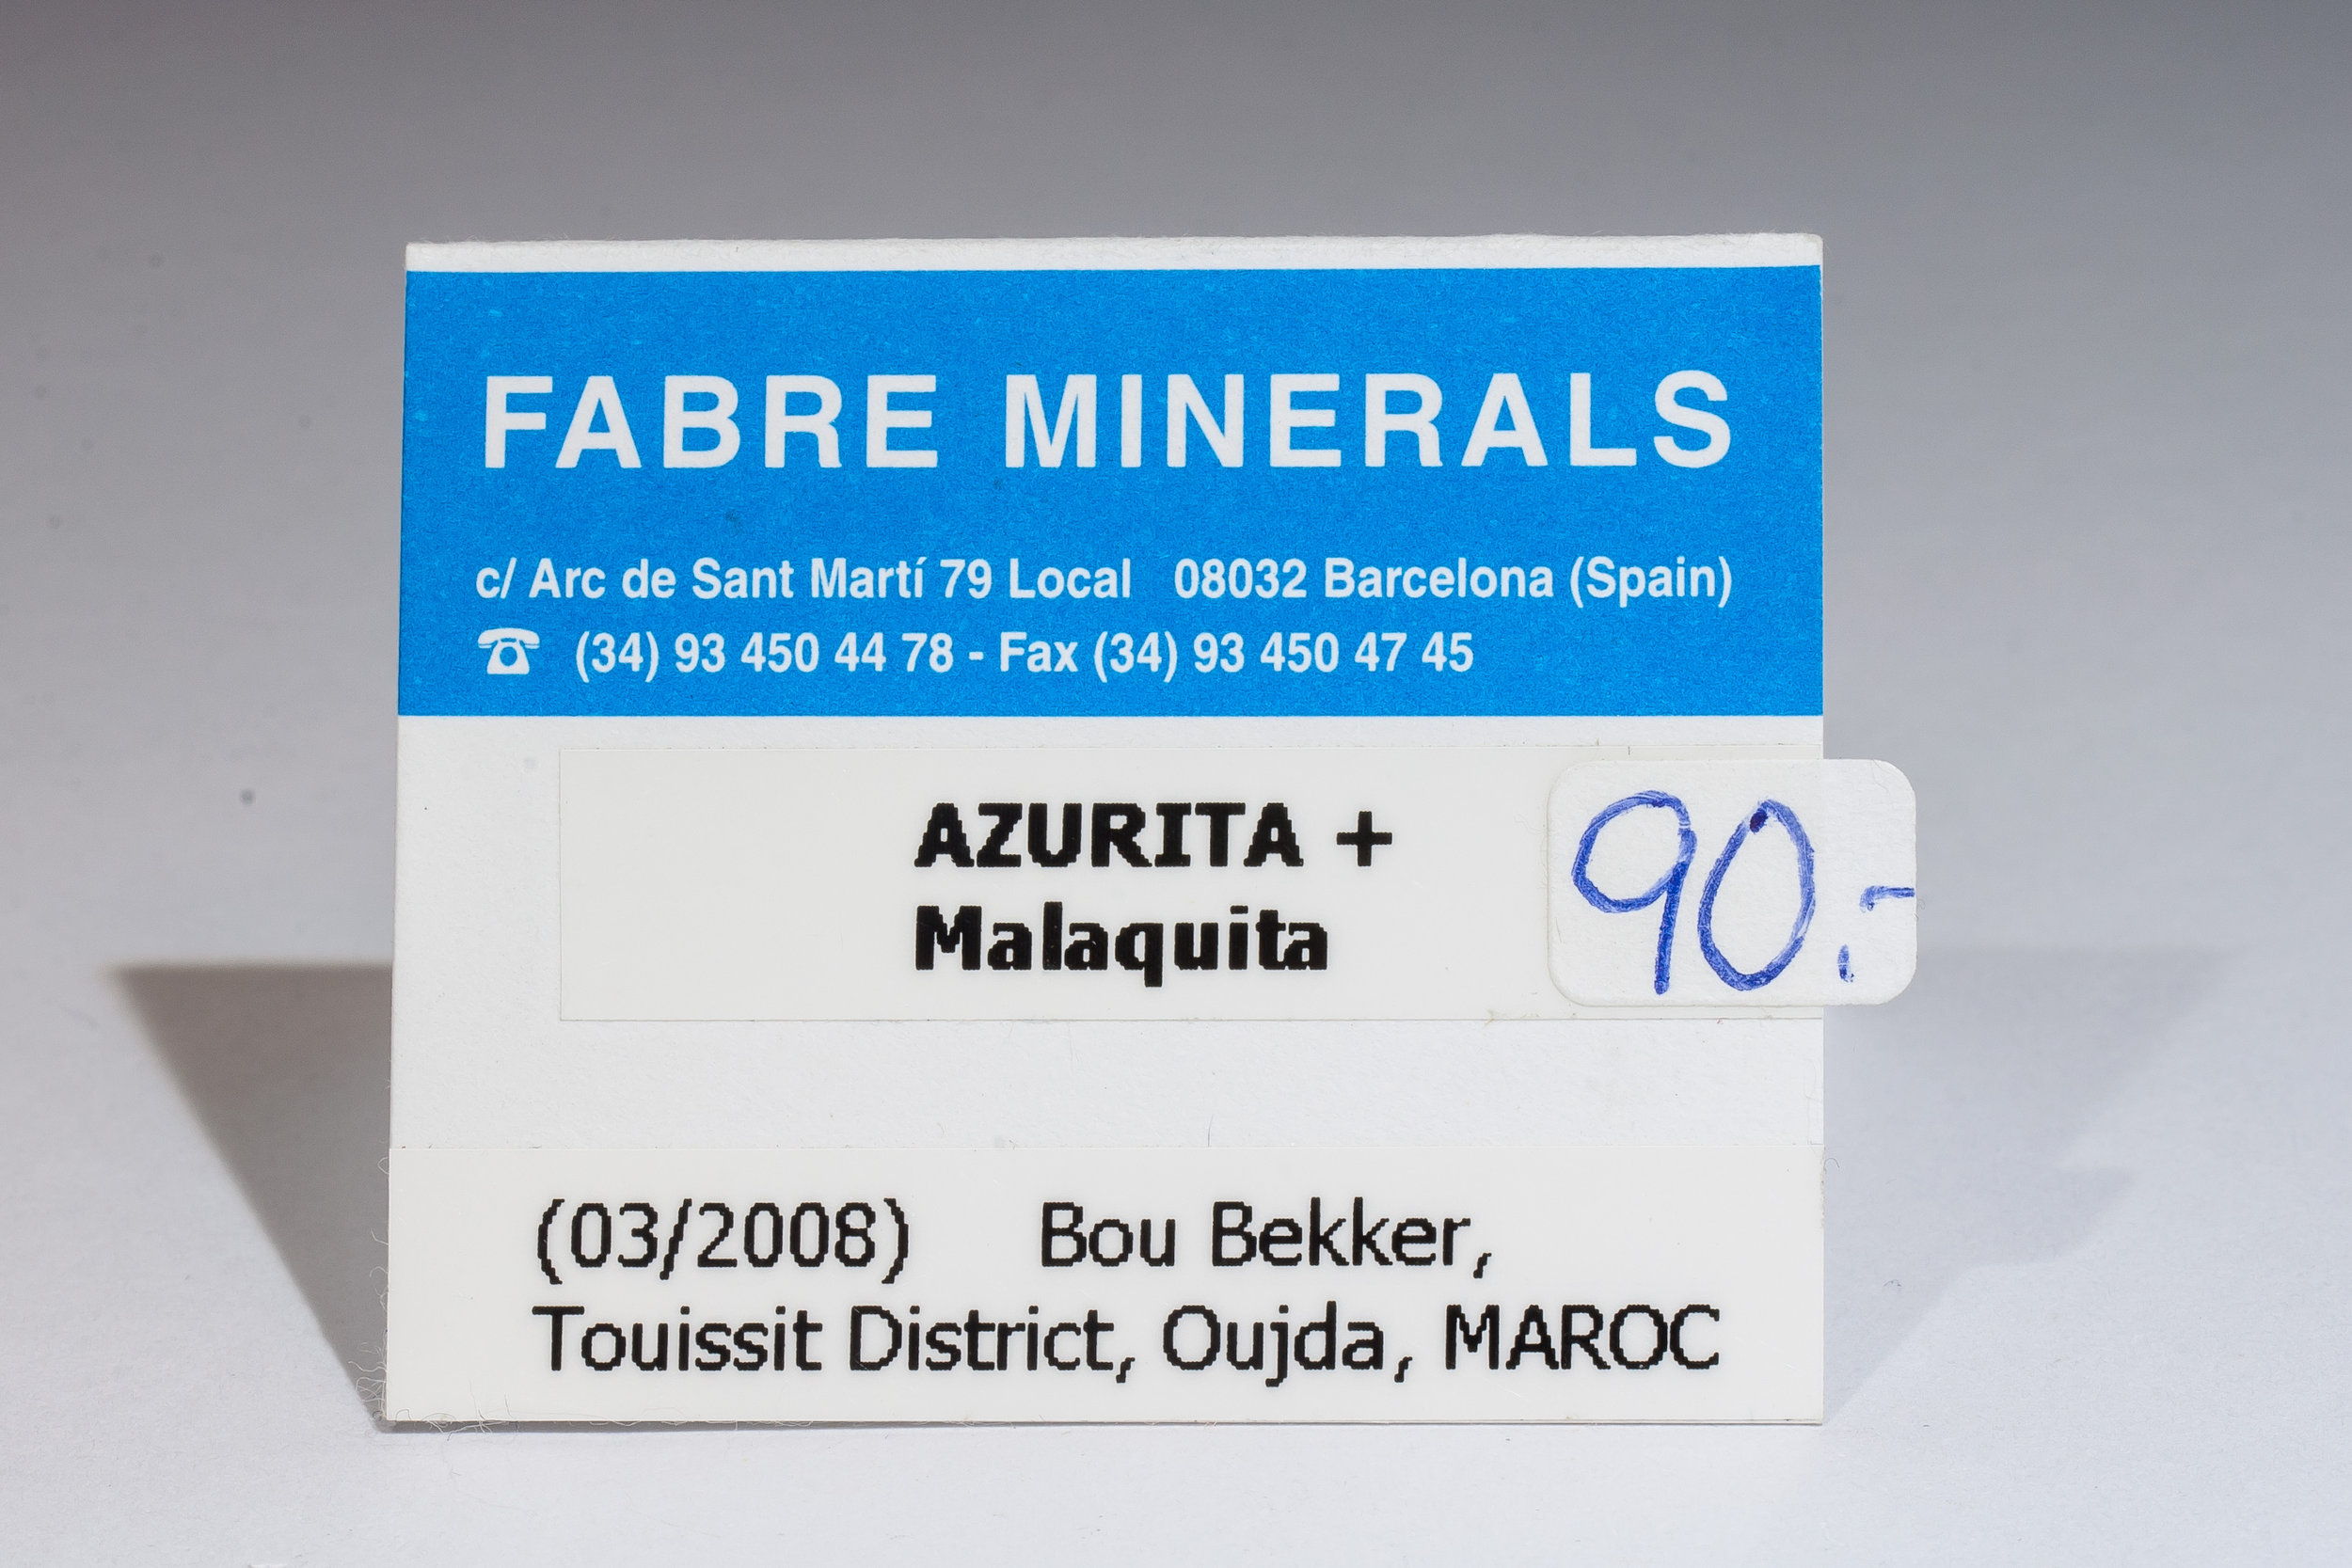 FABRE MINERALS
c/ Arc de Sant Martí 79 Local 08032 Barcelona (Spain)
☎ (34) 93 450 44 78 - Fax (34) 93 450 47 45
AZURITA +
Malaquita
90.-
(03/2008) Bou Bekker,
Touissit District, Oujda, MAROC